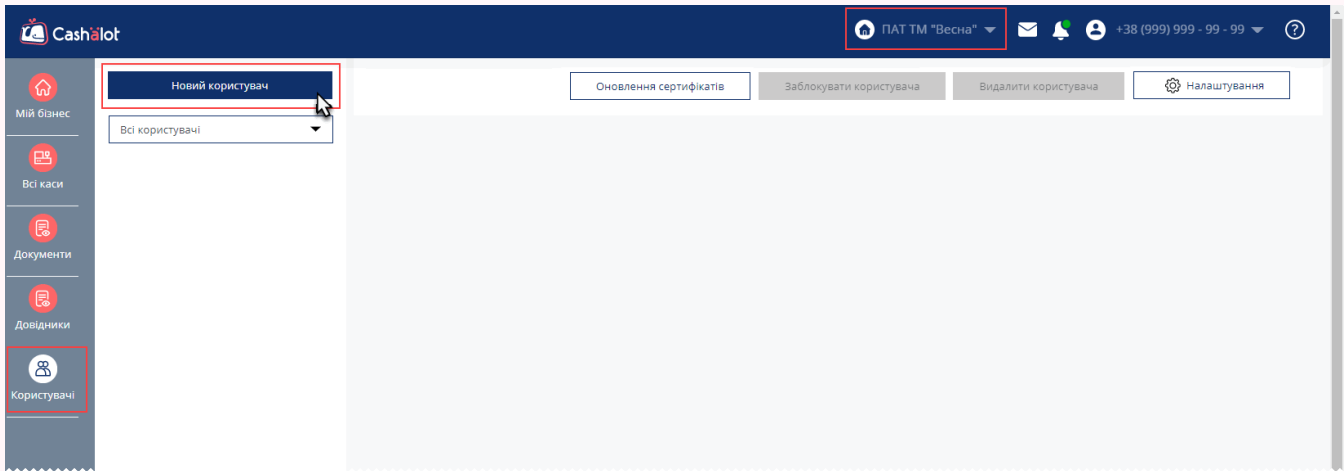 Cashalot
ПАТ ТМ "Весна"
+38 (999) 999 - 99 - 99
?
Мій бізнес
Всі каси
Документи
Довідники
Користувачі
Новий користувач
Всі користувачі
Оновлення сертифікатів
Заблокувати користувача
Видалити користувача
Налаштування